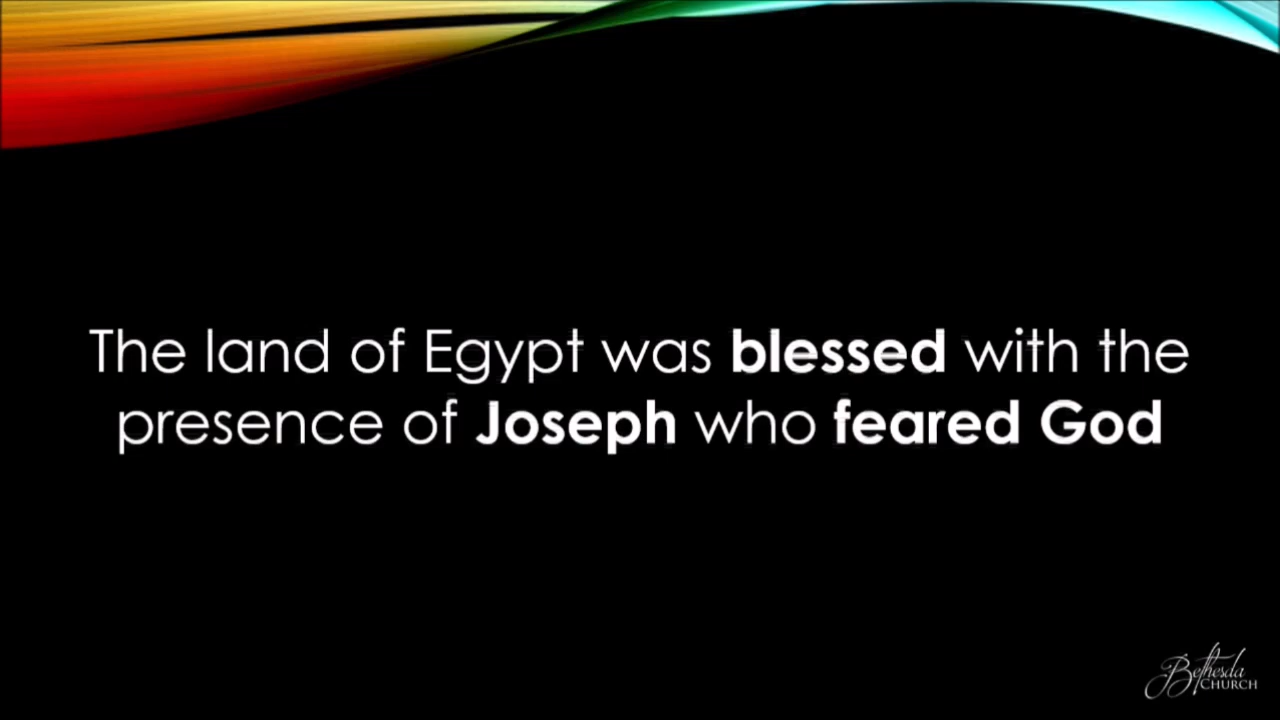 The land of Egypt was blessed with the
presence of Joseph who feared God
Bethesda
CHURCH